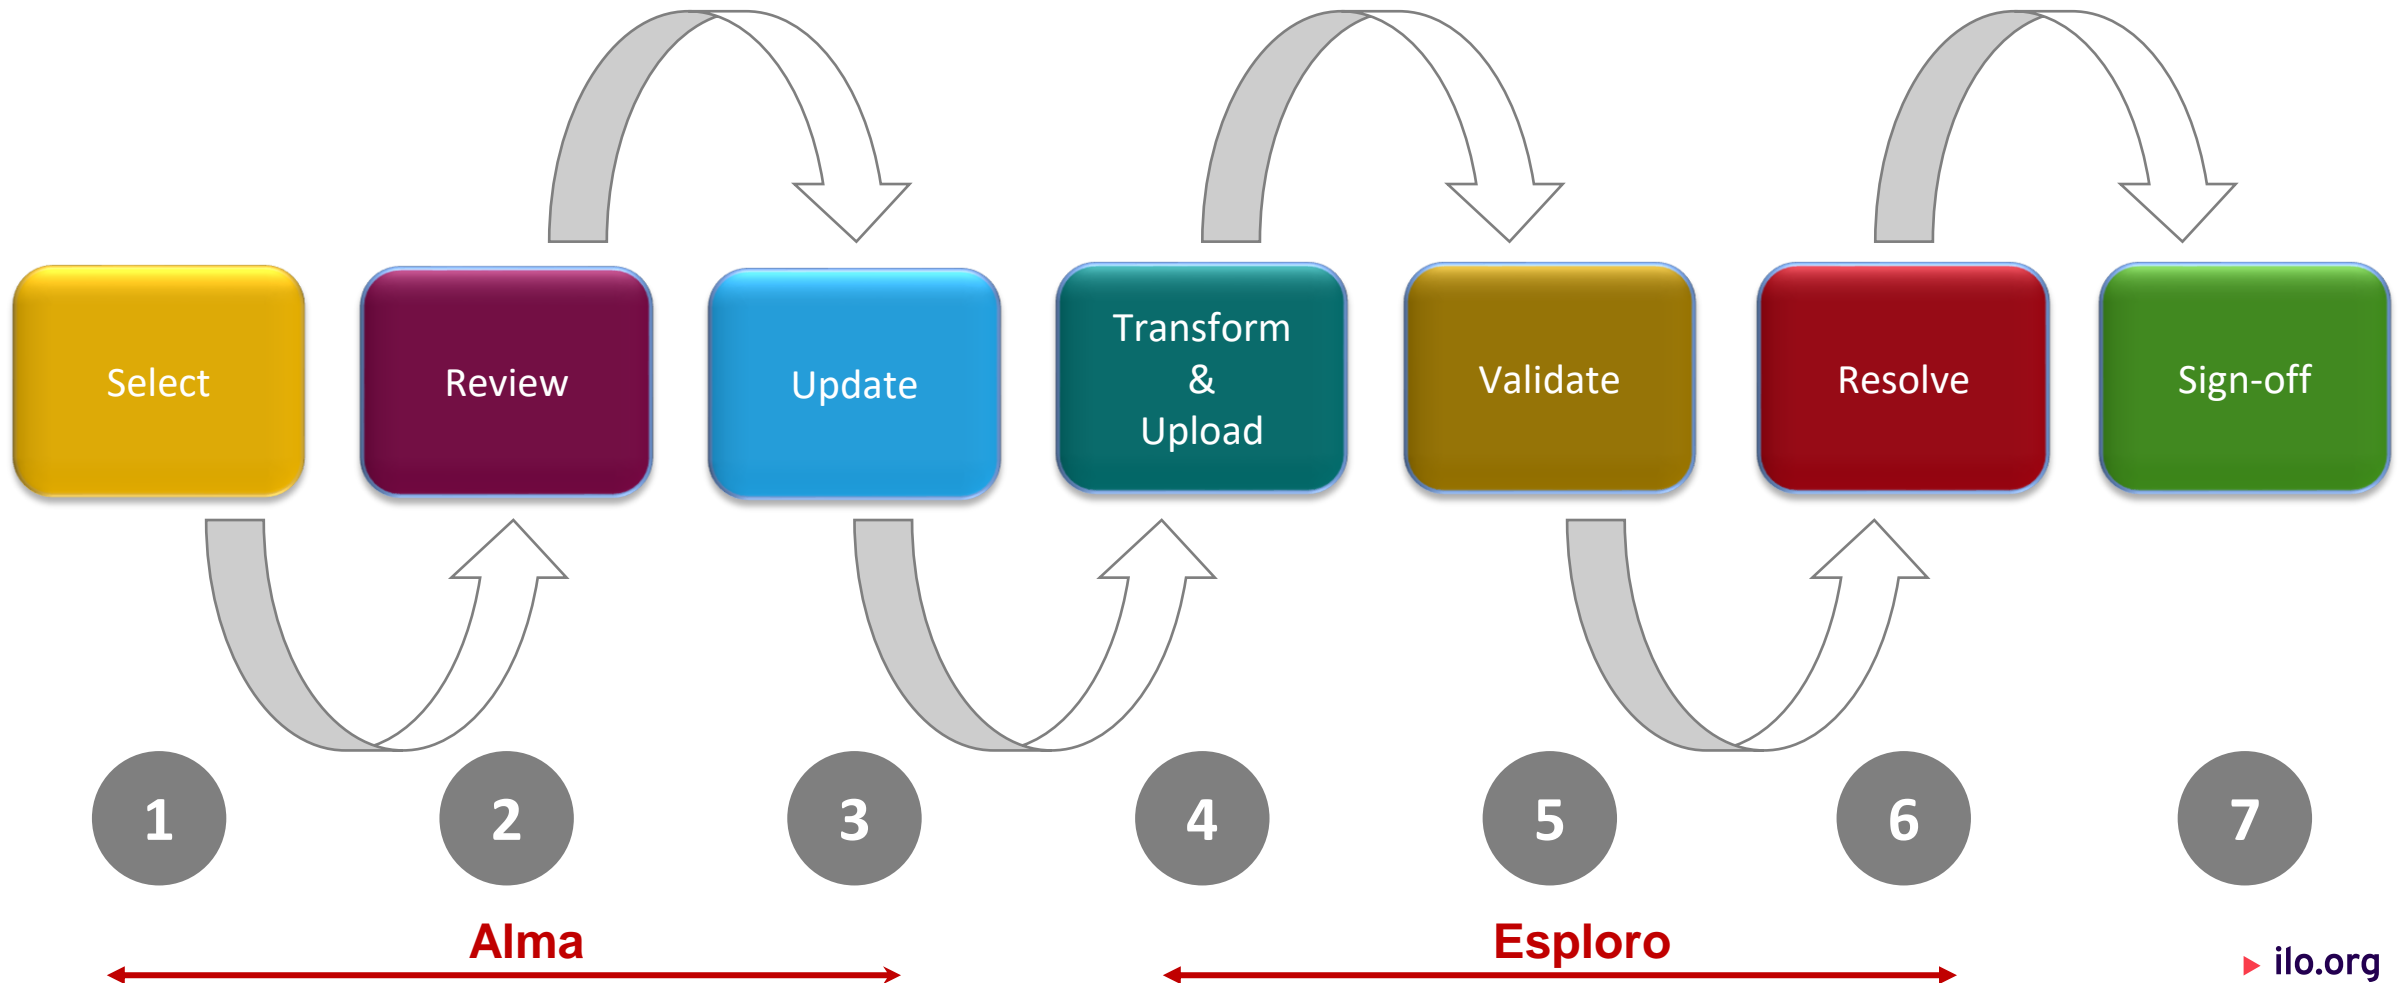 Select
Review
Update
Transform
&
Upload
Validate
Resolve
Sign-off
1
2
3
4
5
6
7
Alma
Esploro
ilo.org